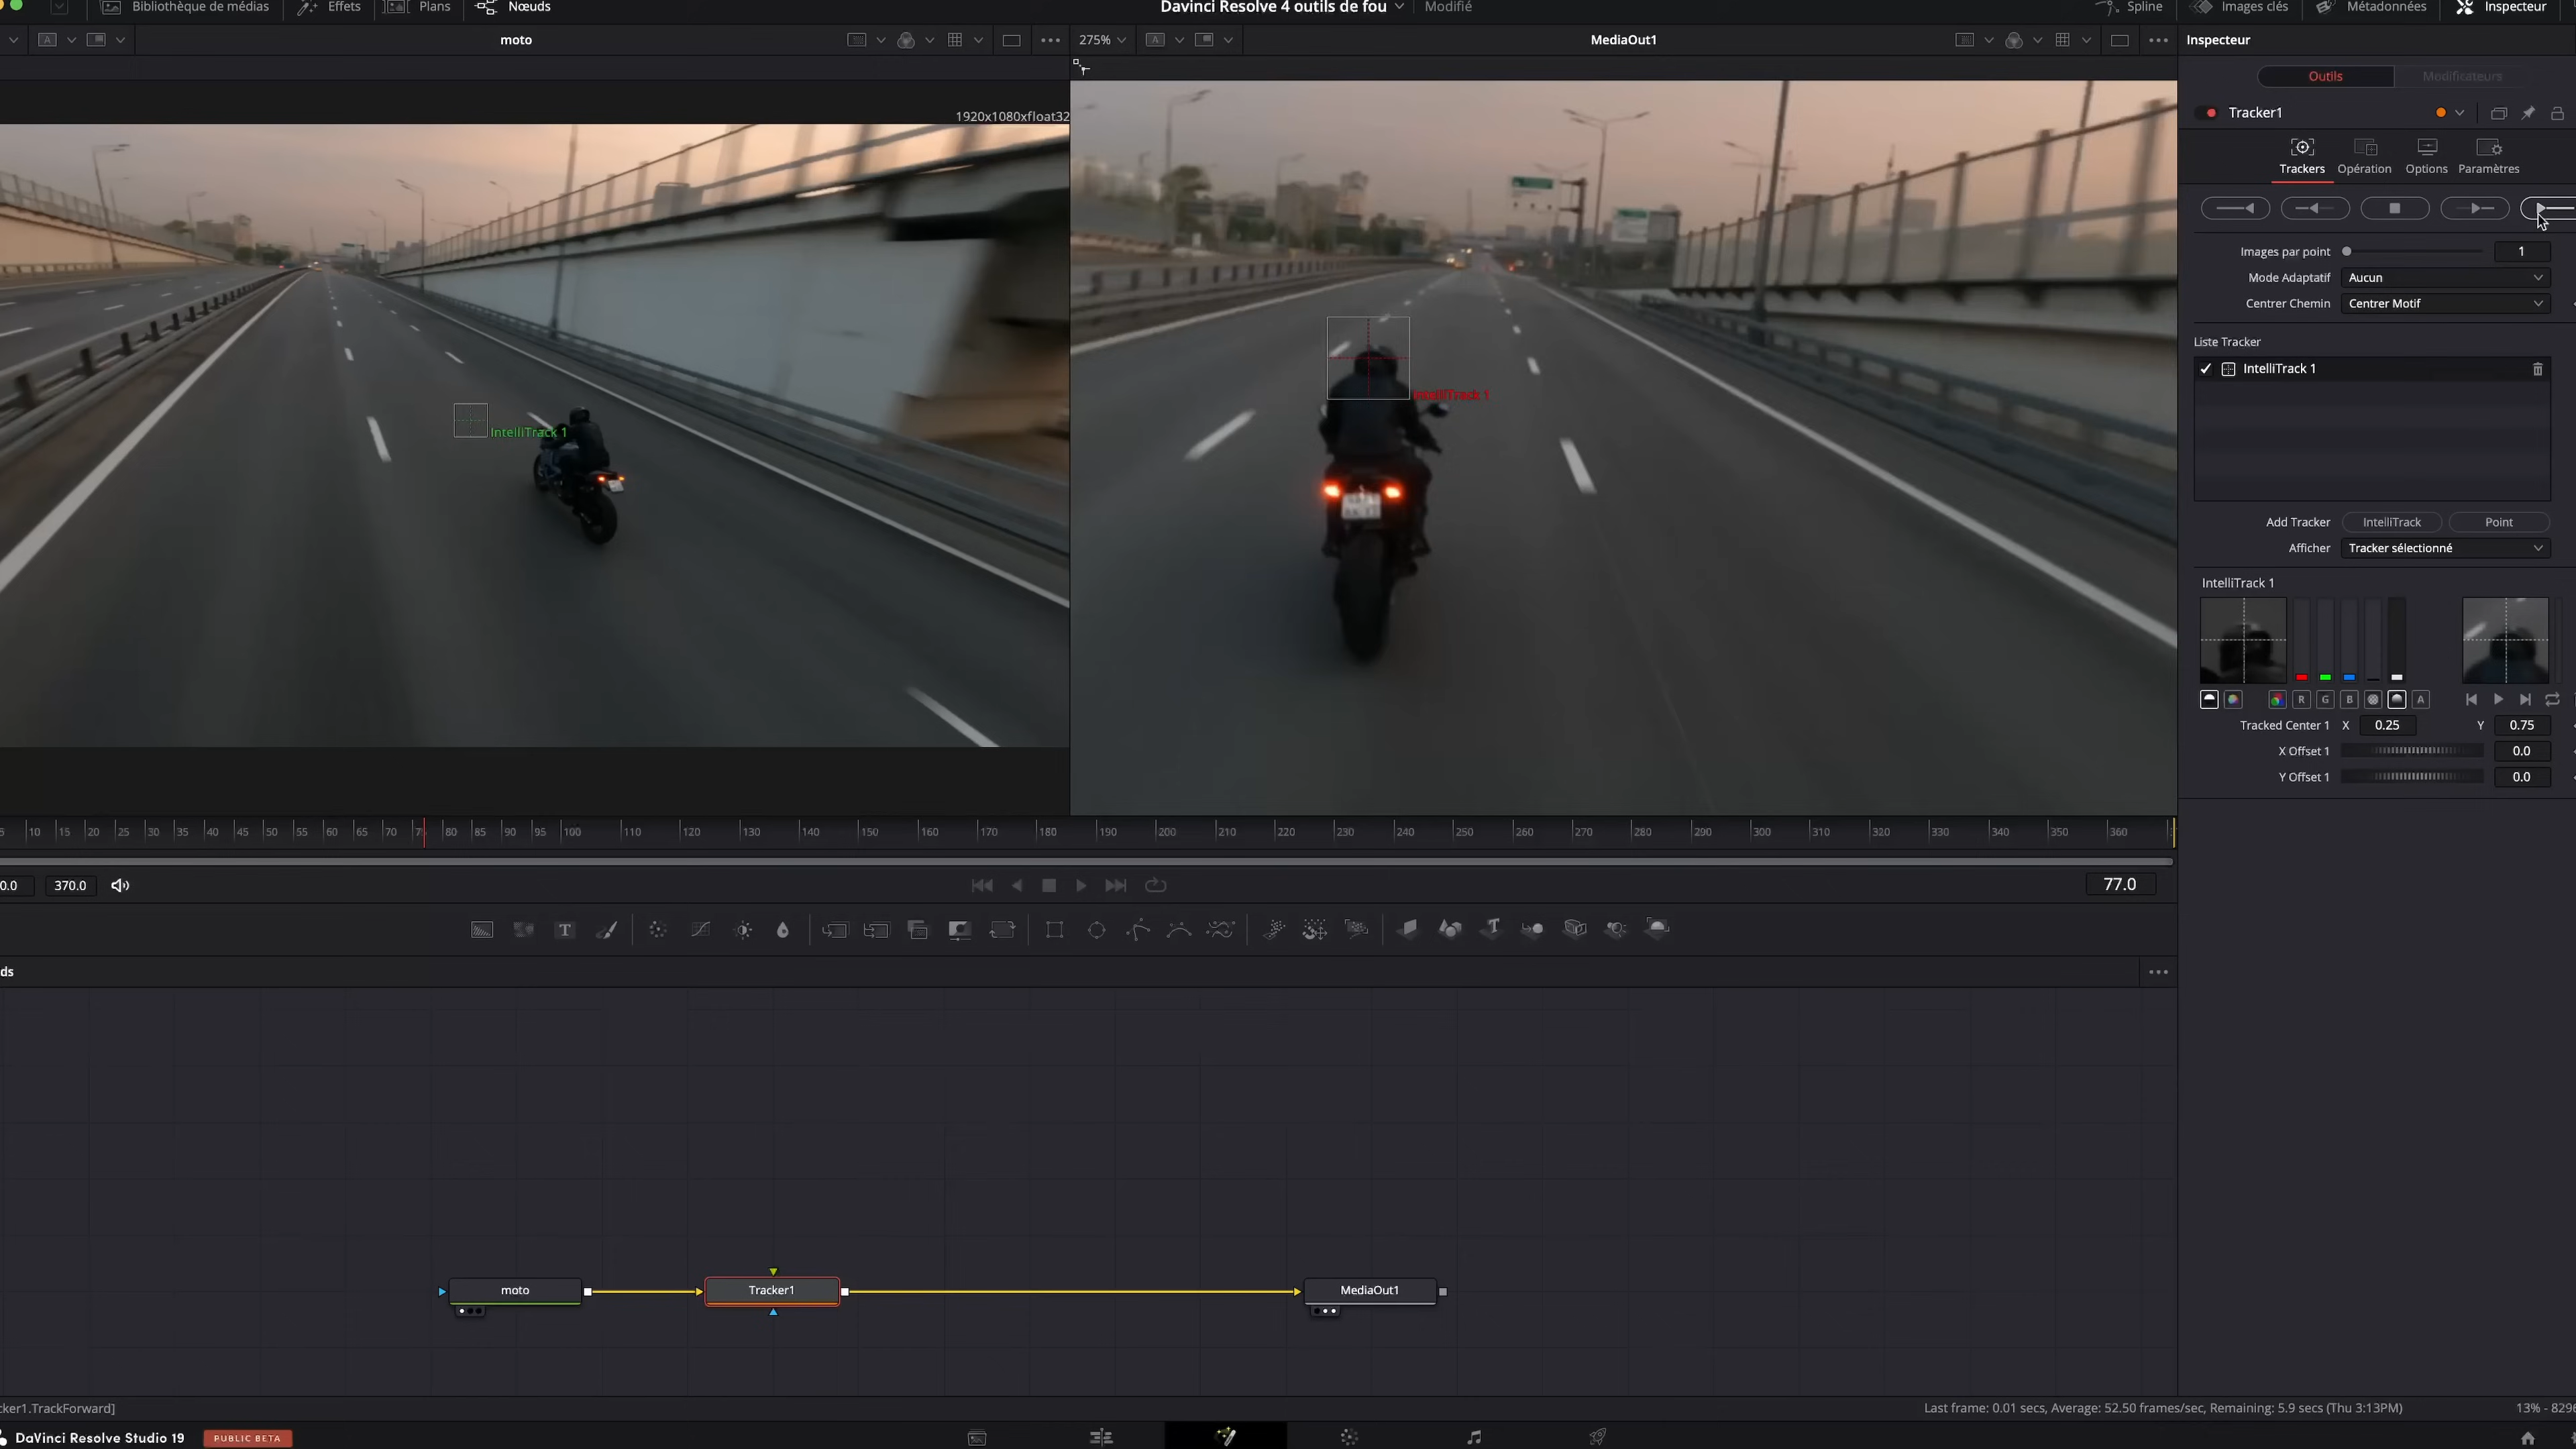 Bibliothèque de médias Effets Plans Nœuds Davinci Resolve 4 outils de fou Modifié Spline Images clés Métadonnées Inspecteur
moto 275% MediaOut1 Inspecteur
Outils Modificateurs
1920x1080xfloat32
Tracker1
Trackers Opération Options Paramètres
Images par point 1
Mode Adaptatif Aucun
Centrer Chemin Centrer Motif
Liste Tracker
IntelliTrack 1
IntelliTrack 1
IntelliTrack 1
Add Tracker IntelliTrack Point
Afficher Tracker sélectionné
IntelliTrack 1
R G B A
Tracked Center 1 X 0.25 Y 0.75
X Offset 1 0.0
Y Offset 1 0.0
5 10 15 20 25 30 35 40 45 50 55 60 65 70 75 80 85 90 95 100 110 120 130 140 150 160 170 180 190 200 210 220 230 240 250 260 270 280 290 300 310 320 330 340 350 360
0.0 370.0 77.0
T T
ds
moto Tracker1 MediaOut1
cker1.TrackForward]
Last frame: 0.01 secs, Average: 52.50 frames/sec, Remaining: 5.9 secs (Thu 3:13PM) 13% - 8296
DaVinci Resolve Studio 19 PUBLIC BETA